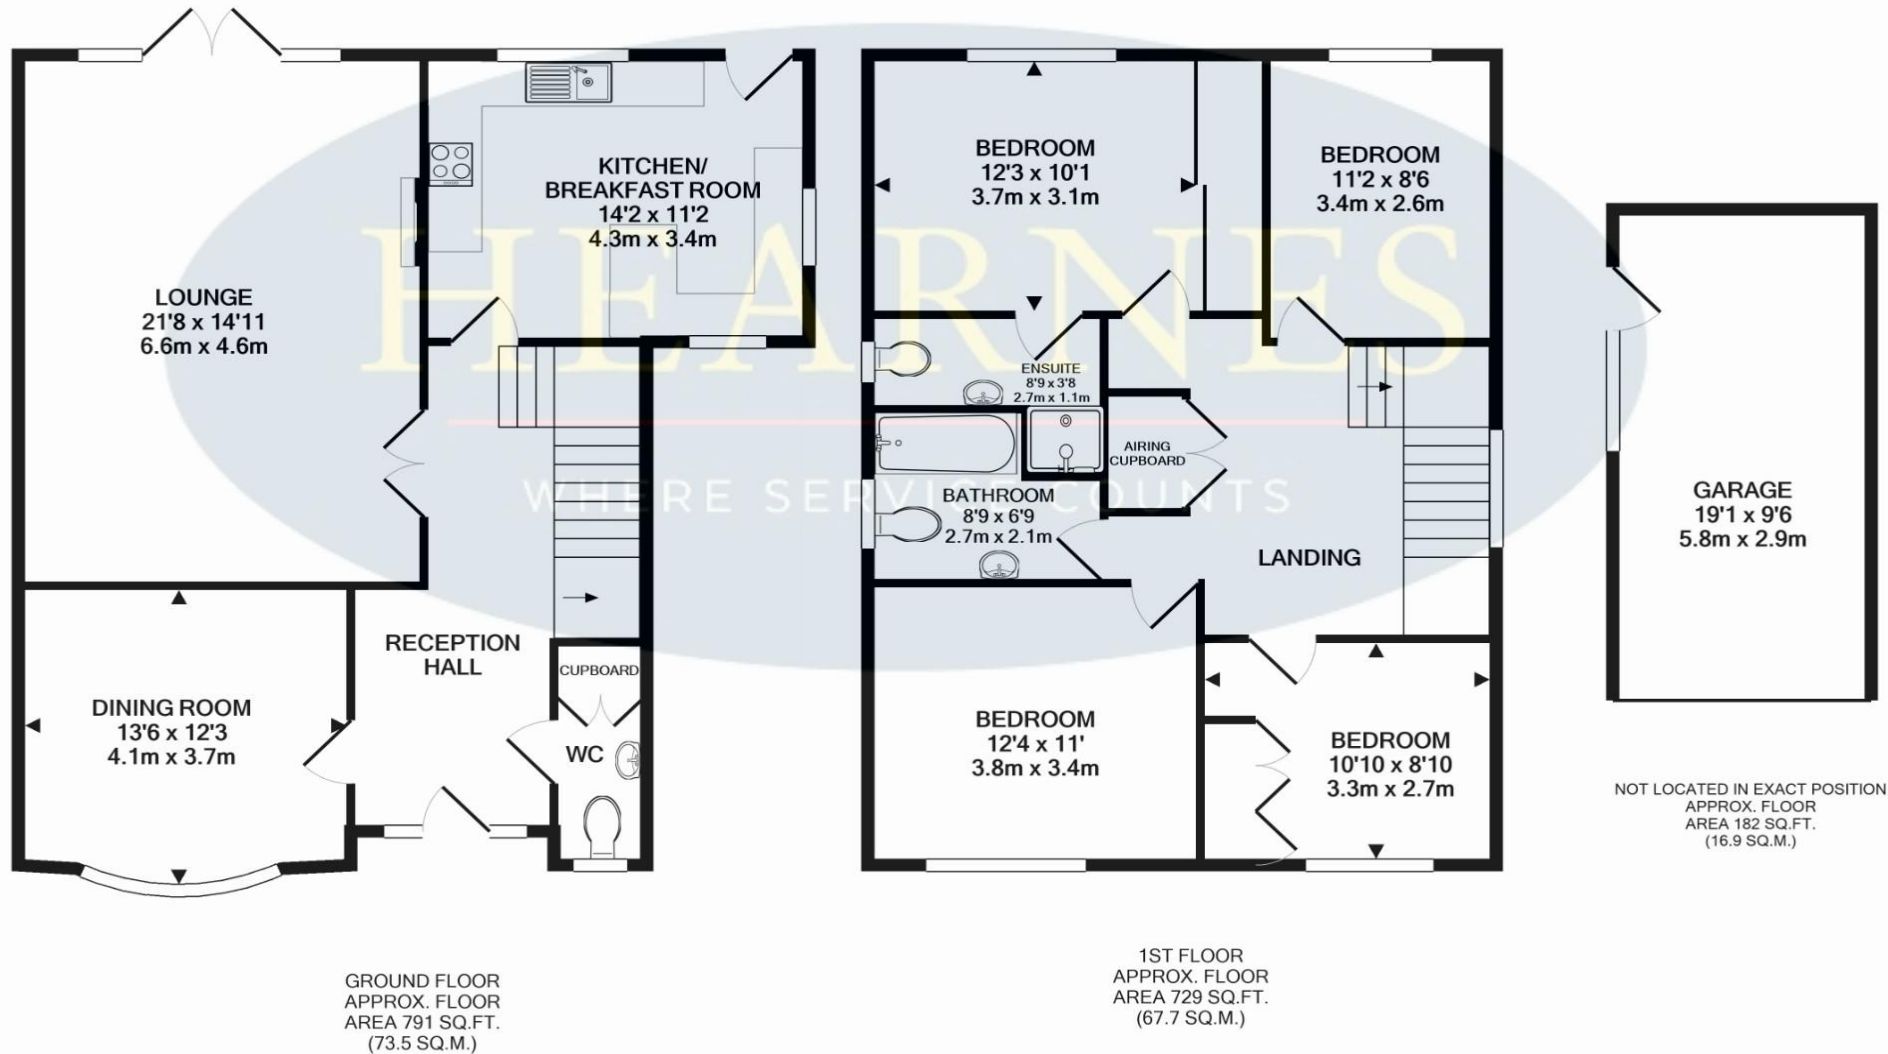 LOUNGE
21'8 x 14'11
6.6m x 4.6m
KITCHEN/
BREAKFAST ROOM
14'2 x 11'2
4.3m x 3.4m
DINING ROOM
13'6 x 12'3
4.1m x 3.7m
RECEPTION
HALL
CUPBOARD
WC
GROUND FLOOR
APPROX. FLOOR
AREA 791 SQ.FT.
(73.5 SQ.M.)
BEDROOM
12'3 x 10'1
3.7m x 3.1m
BEDROOM
11'2 x 8'6
3.4m x 2.6m
ENSUITE
8'9 x 3'8
2.7m x 1.1m
AIRING
CUPBOARD
BATHROOM
8'9 x 6'9
2.7m x 2.1m
LANDING
BEDROOM
12'4 x 11'
3.8m x 3.4m
BEDROOM
10'10 x 8'10
3.3m x 2.7m
1ST FLOOR
APPROX. FLOOR
AREA 729 SQ.FT.
(67.7 SQ.M.)
GARAGE
19'1 x 9'6
5.8m x 2.9m
NOT LOCATED IN EXACT POSITION
APPROX. FLOOR
AREA 182 SQ.FT.
(16.9 SQ.M.)
HEARNES
WHERE SERVICE COUNTS